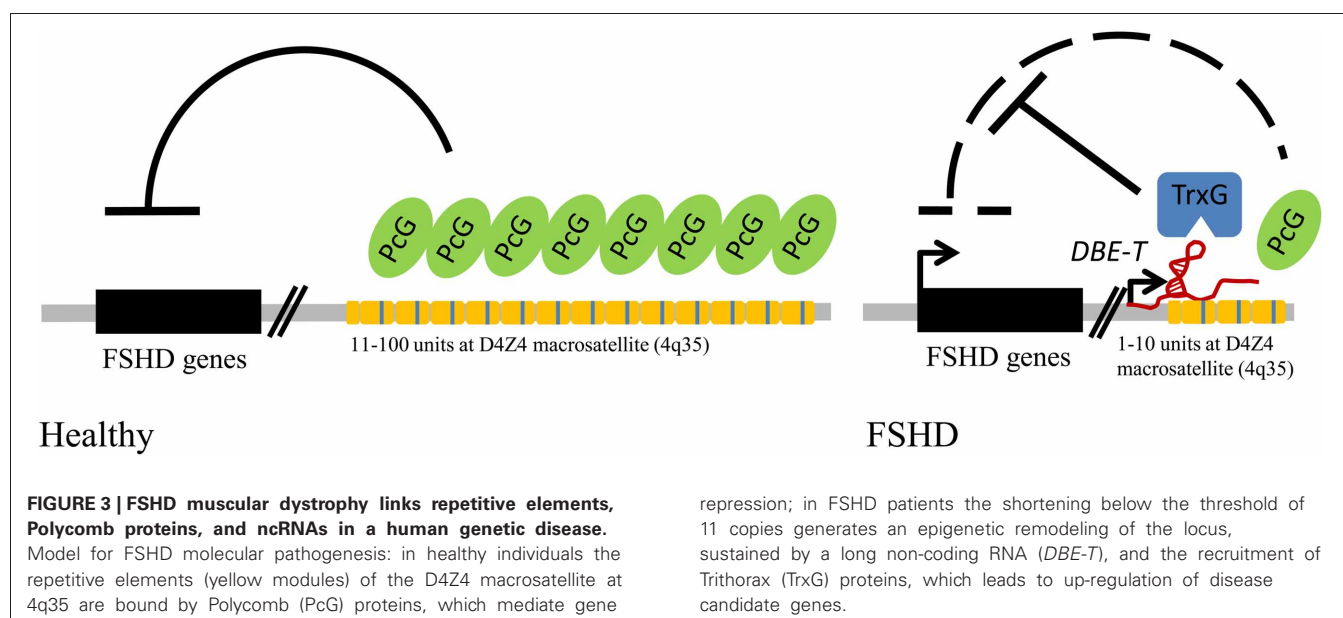 PcG PcG PcG PcG PcG PcG PcG PcG
FSHD genes
11-100 units at D4Z4 macrosatellite (4q35)
Healthy
TrxG
PcG
DBE-T
FSHD genes
1-10 units at D4Z4
macrosatellite (4q35)
FSHD
FIGURE 3 | FSHD muscular dystrophy links repetitive elements,
Polycomb proteins, and ncRNAs in a human genetic disease.
Model for FSHD molecular pathogenesis: in healthy individuals the
repetitive elements (yellow modules) of the D4Z4 macrosatellite at
4q35 are bound by Polycomb (PcG) proteins, which mediate gene
repression; in FSHD patients the shortening below the threshold of
11 copies generates an epigenetic remodeling of the locus,
sustained by a long non-coding RNA (DBE-T), and the recruitment of
Trithorax (TrxG) proteins, which leads to up-regulation of disease
candidate genes.